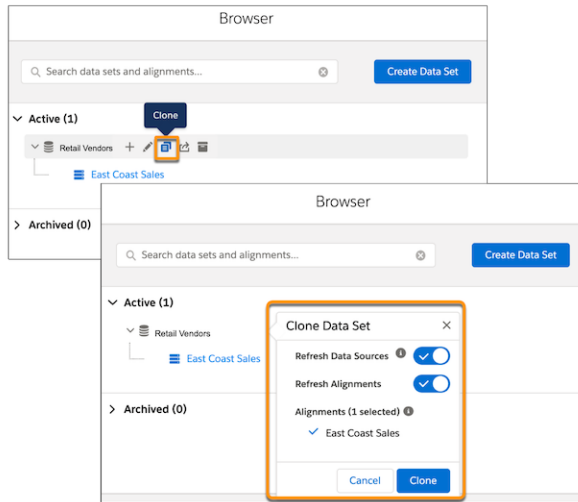 Browser
Search data sets and alignments...
Create Data Set
Active (1)
Clone
Retail Vendors
East Coast Sales
Archived (0)
Browser
Search data sets and alignments...
Create Data Set
Active (1)
Retail Vendors
East Coast Sales
Archived (0)
Clone Data Set
Refresh Data Sources
Refresh Alignments
Alignments (1 selected)
East Coast Sales
Cancel
Clone